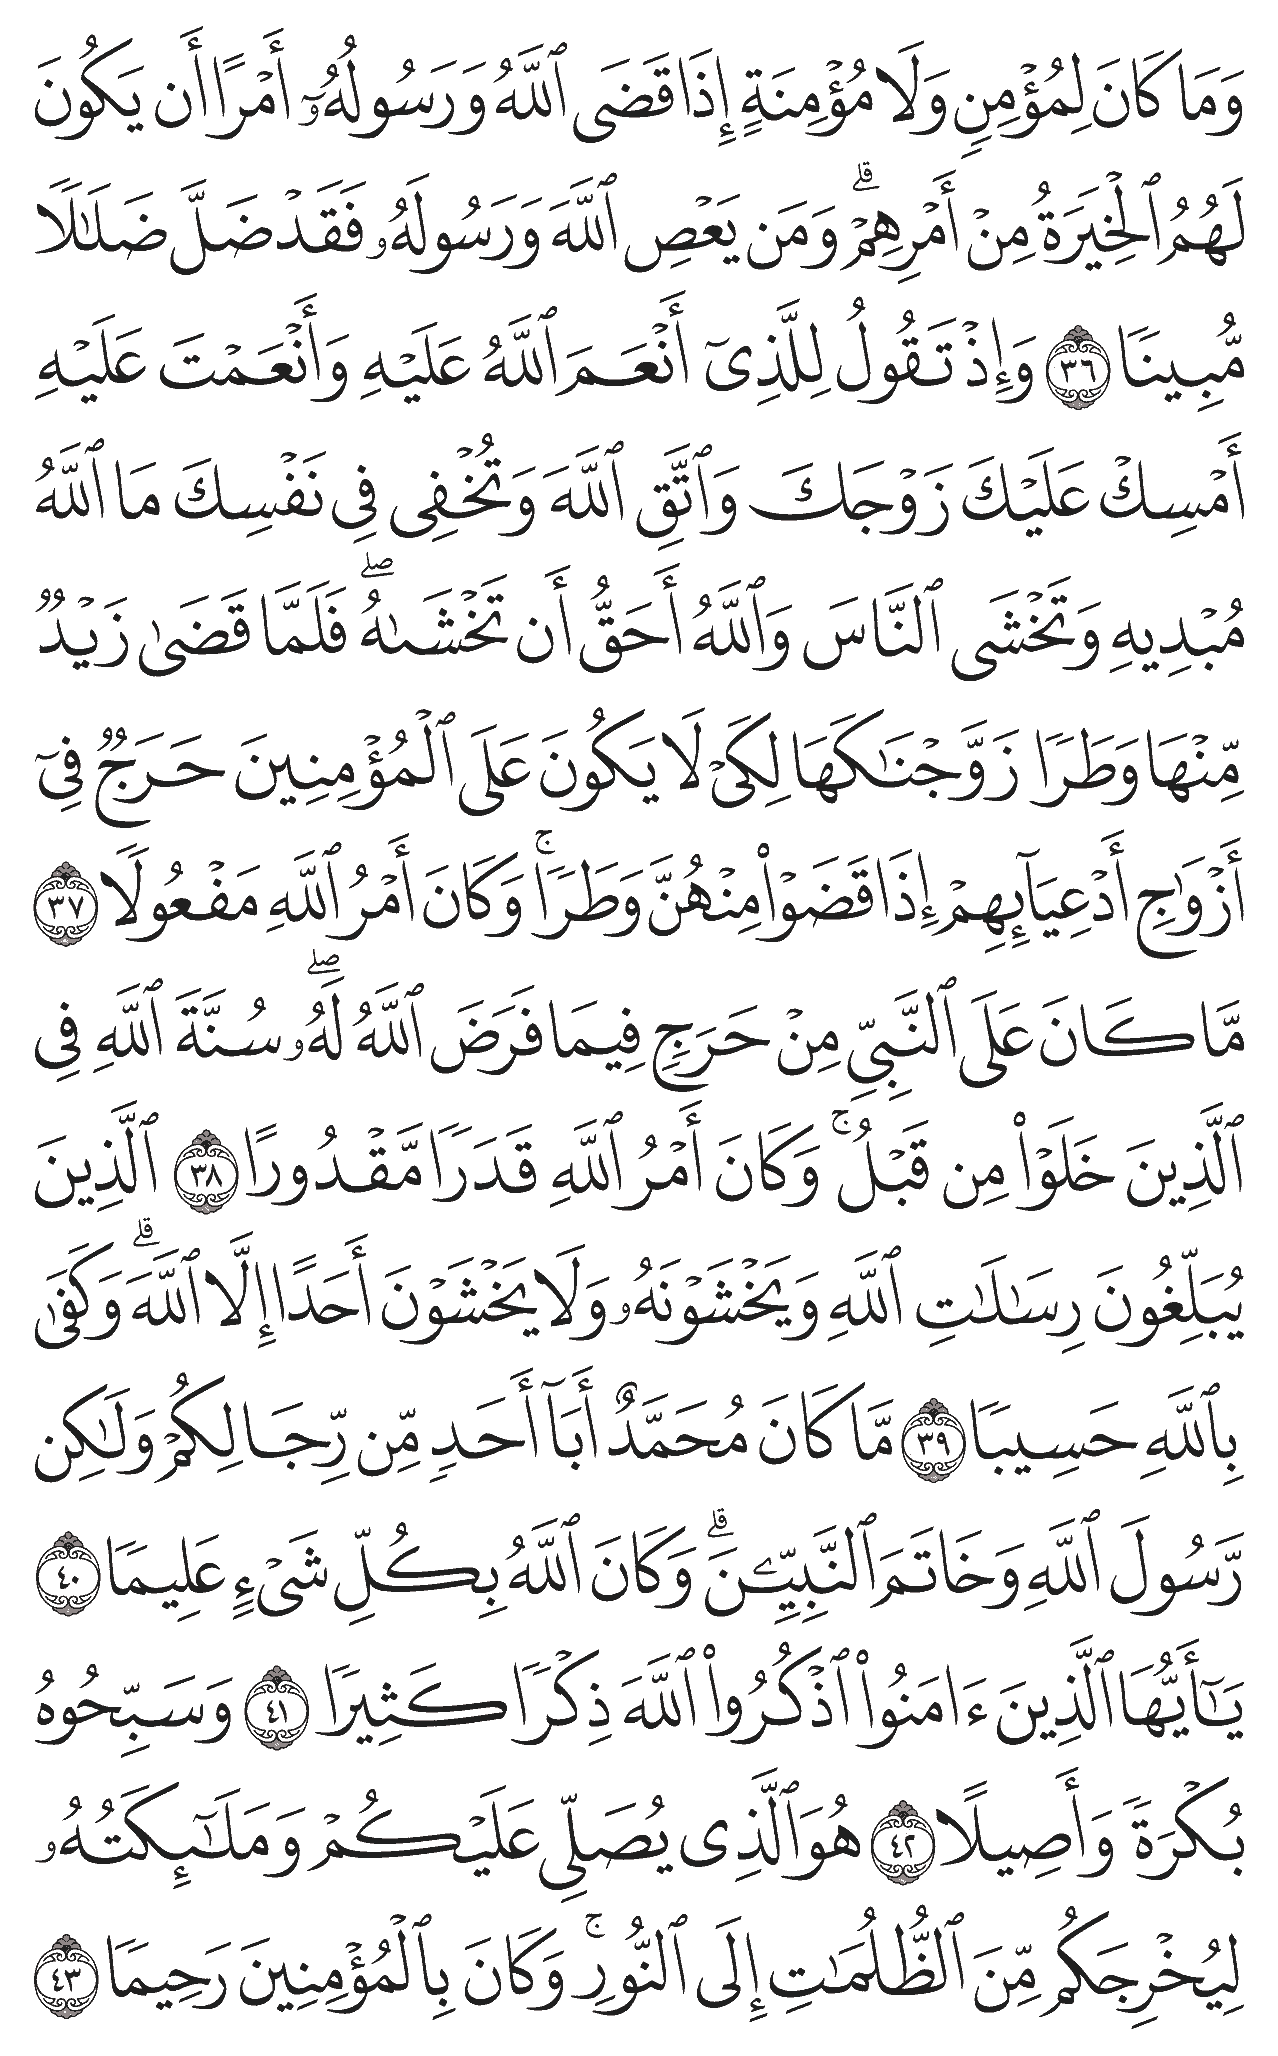 وَمَا كَانَ لِمُؤْمِنٍ وَلَا مُؤْمِنَةٍ إِذَا قَضَى ٱللَّهُ وَرَسُولُهُۥٓ أَمْرًا أَن يَكُونَ
لَهُمُ ٱلْخِيَرَةُ مِنْ أَمْرِهِمْ ۗ وَمَن يَعْصِ ٱللَّهَ وَرَسُولَهُۥ فَقَدْ ضَلَّ ضَلَـٰلًا
مُّبِينًا ٣٦ وَإِذْ تَقُولُ لِلَّذِىٓ أَنْعَمَ ٱللَّهُ عَلَيْهِ وَأَنْعَمْتَ عَلَيْهِ
أَمْسِكْ عَلَيْكَ زَوْجَكَ وَٱتَّقِ ٱللَّهَ وَتُخْفِى فِى نَفْسِكَ مَا ٱللَّهُ
مُبْدِيهِ وَتَخْشَى ٱلنَّاسَ وَٱللَّهُ أَحَقُّ أَن تَخْشَىٰهُ ۖ فَلَمَّا قَضَىٰ زَيْدٌ
مِّنْهَا وَطَرًا زَوَّجْنَـٰكَهَا لِكَىْ لَا يَكُونَ عَلَى ٱلْمُؤْمِنِينَ حَرَجٌ فِىٓ
أَزْوَٰجِ أَدْعِيَآئِهِمْ إِذَا قَضَوْا۟ مِنْهُنَّ وَطَرًا ۚ وَكَانَ أَمْرُ ٱللَّهِ مَفْعُولًا ٣٧
مَّا كَانَ عَلَى ٱلنَّبِىِّ مِنْ حَرَجٍ فِيمَا فَرَضَ ٱللَّهُ لَهُۥ ۖ سُنَّةَ ٱللَّهِ فِى
ٱلَّذِينَ خَلَوْا۟ مِن قَبْلُ ۚ وَكَانَ أَمْرُ ٱللَّهِ قَدَرًا مَّقْدُورًا ٣٨ ٱلَّذِينَ
يُبَلِّغُونَ رِسَـٰلَـٰتِ ٱللَّهِ وَيَخْشَوْنَهُۥ وَلَا يَخْشَوْنَ أَحَدًا إِلَّا ٱللَّهَ ۗ وَكَفَىٰ
بِٱللَّهِ حَسِيبًا ٣٩ مَّا كَانَ مُحَمَّدٌ أَبَآ أَحَدٍ مِّن رِّجَالِكُمْ وَلَـٰكِن
رَّسُولَ ٱللَّهِ وَخَاتَمَ ٱلنَّبِيِّـۧنَ ۗ وَكَانَ ٱللَّهُ بِكُلِّ شَىْءٍ عَلِيمًا ٤٠
يَـٰٓأَيُّهَا ٱلَّذِينَ ءَامَنُوا۟ ٱذْكُرُوا۟ ٱللَّهَ ذِكْرًا كَثِيرًا ٤١ وَسَبِّحُوهُ
بُكْرَةً وَأَصِيلًا ٤٢ هُوَ ٱلَّذِى يُصَلِّى عَلَيْكُمْ وَمَلَـٰٓئِكَتُهُۥ
لِيُخْرِجَكُم مِّنَ ٱلظُّلُمَـٰتِ إِلَى ٱلنُّورِ ۚ وَكَانَ بِٱلْمُؤْمِنِينَ رَحِيمًا ٤٣